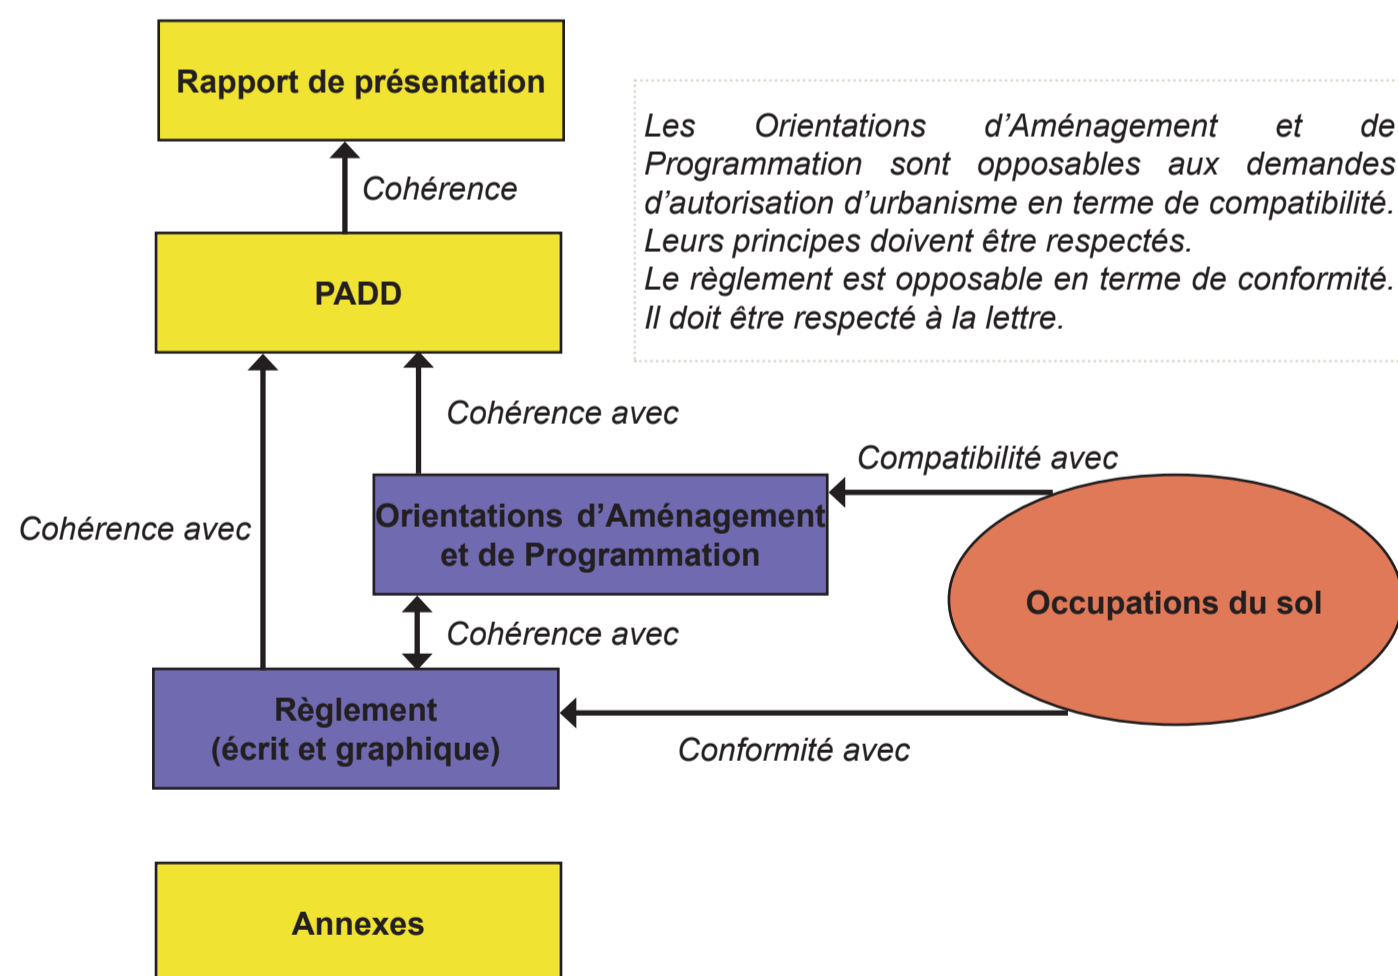 Rapport de présentation
Les Orientations d’Aménagement et de
Programmation sont opposables aux demandes
d’autorisation d’urbanisme en terme de compatibilité.
Leurs principes doivent être respectés.
Le règlement est opposable en terme de conformité.
Il doit être respecté à la lettre.
Cohérence
PADD
Cohérence avec
Compatibilité avec
Orientations d’Aménagement
et de Programmation
Cohérence avec
Occupations du sol
Cohérence avec
Règlement
(écrit et graphique)
Conformité avec
Annexes